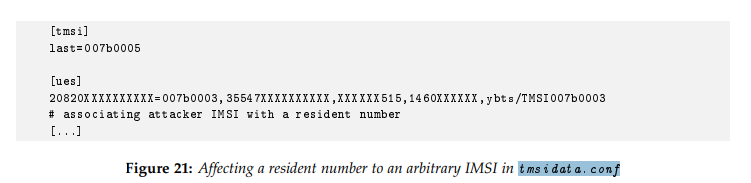 [tmsi]
last=007b0005
[ues]
20820XXXXXXXXXX=007b0003,35547XXXXXXXXXX,XXXXXX515,1460XXXXXX,ybts/TMSI007b0003
# associating attacker IMSI with a resident number
[...]
Figure 21: Affecting a resident number to an arbitrary IMSI in tmsidata.conf